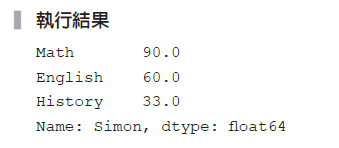 執行結果
Math 90.0
English 60.0
History 33.0
Name: Simon, dtype: float64